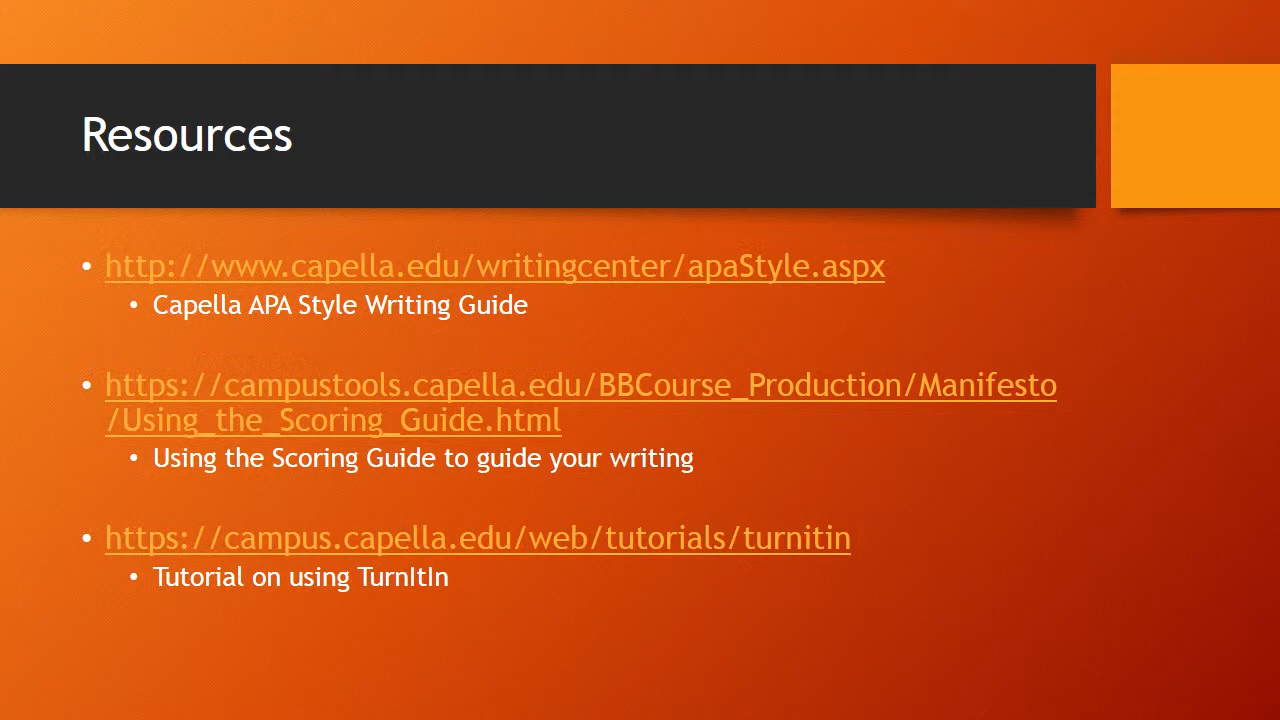 Resources
• http://www.capella.edu/writingcenter/apaStyle.aspx
• Capella APA Style Writing Guide
• https://campustools.capella.edu/BBCourse_Production/Manifesto
/Using_the_Scoring_Guide.html
• Using the Scoring Guide to guide your writing
• https://campus.capella.edu/web/tutorials/turnitin
• Tutorial on using TurnItIn